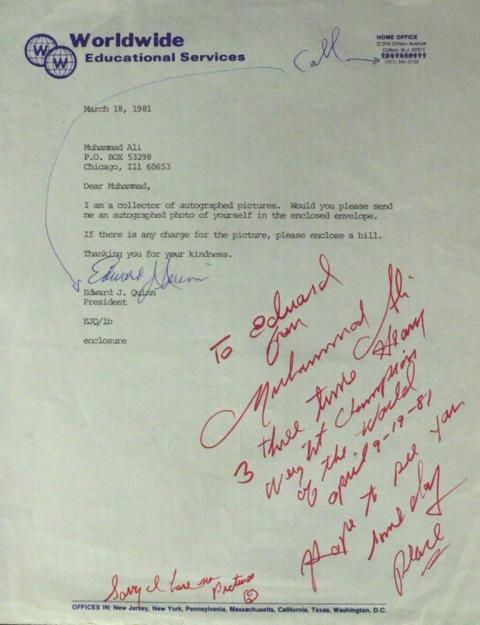 W
W
Worldwide
Educational Services
Call
HOME OFFICE
Clifton Avenue
Clifton, N.J. 07011
March 18, 1981
Muhammad Ali
P.O. BOX 53298
Chicago, Ill 60653
Dear Muhammad,
I am a collector of autographed pictures. Would you please send
me an autographed photo of yourself in the enclosed envelope.
If there is any charge for the picture, please enclose a bill.
Thanking you for your kindness.
Edward J. Quinn
President
EJQ/lb
enclosure
To Edward
from
Muhammad Ali
3 three time Heavy
Weight Champion
of the World
april 9-19-81
Hope to see you
some day
Peace
Sorry I have no
Pictures
OFFICES IN: New Jersey, New York, Pennsylvania, Massachusetts, California, Texas, Washington, D.C.